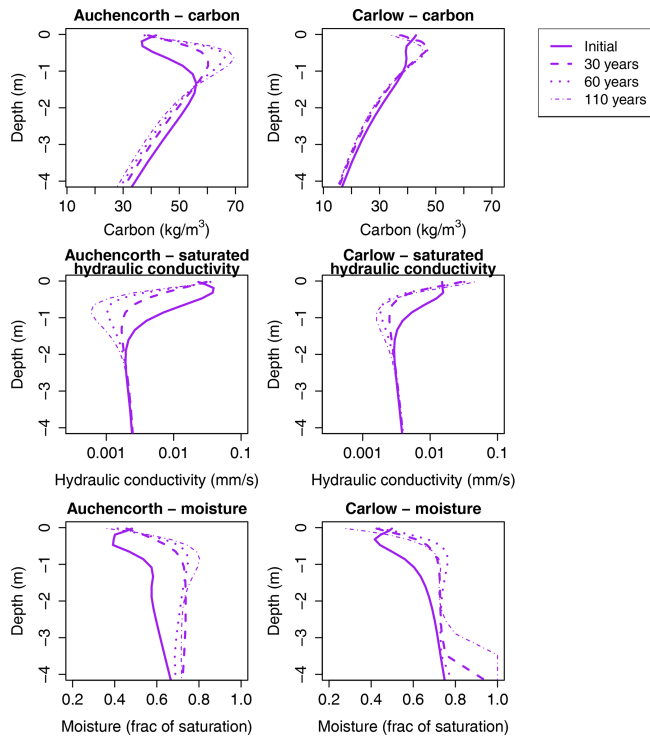 Auchencorth – carbon
Carlow – carbon
Initial
30 years
60 years
110 years
Depth (m)
0
−1
−2
−3
−4
10 30 50 70
Carbon (kg/m³)
Depth (m)
0
−1
−2
−3
−4
10 30 50 70
Carbon (kg/m³)
Auchencorth – saturated
hydraulic conductivity
Carlow – saturated
hydraulic conductivity
Depth (m)
0
−1
−2
−3
−4
0.001 0.01 0.1
Hydraulic conductivity (mm/s)
Depth (m)
0
−1
−2
−3
−4
0.001 0.01 0.1
Hydraulic conductivity (mm/s)
Auchencorth – moisture
Carlow – moisture
Depth (m)
0
−1
−2
−3
−4
0.2 0.4 0.6 0.8 1.0
Moisture (frac of saturation)
Depth (m)
0
−1
−2
−3
−4
0.2 0.4 0.6 0.8 1.0
Moisture (frac of saturation)